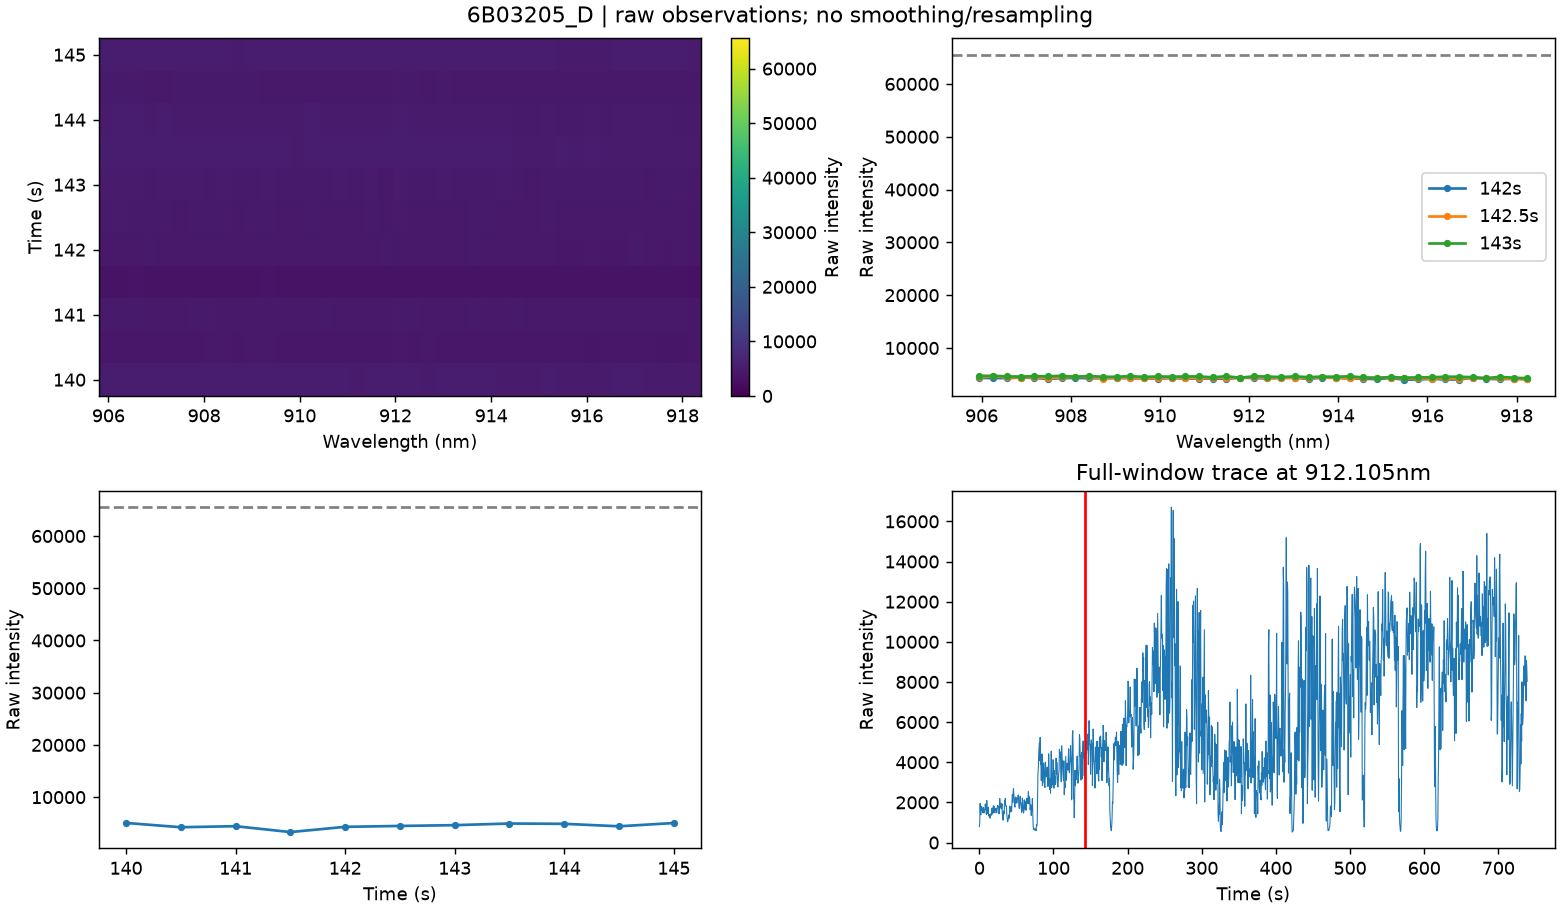 6B03205_D | raw observations; no smoothing/resampling
145
144
143
142
141
140
Time (s)
906 908 910 912 914 916 918
Wavelength (nm)
60000
50000
40000
30000
20000
10000
0
Raw intensity
60000
50000
40000
30000
20000
10000
Raw intensity
142s
142.5s
143s
906 908 910 912 914 916 918
Wavelength (nm)
60000
50000
40000
30000
20000
10000
Raw intensity
140 141 142 143 144 145
Time (s)
Full-window trace at 912.105nm
16000
14000
12000
10000
8000
6000
4000
2000
0
Raw intensity
0 100 200 300 400 500 600 700
Time (s)